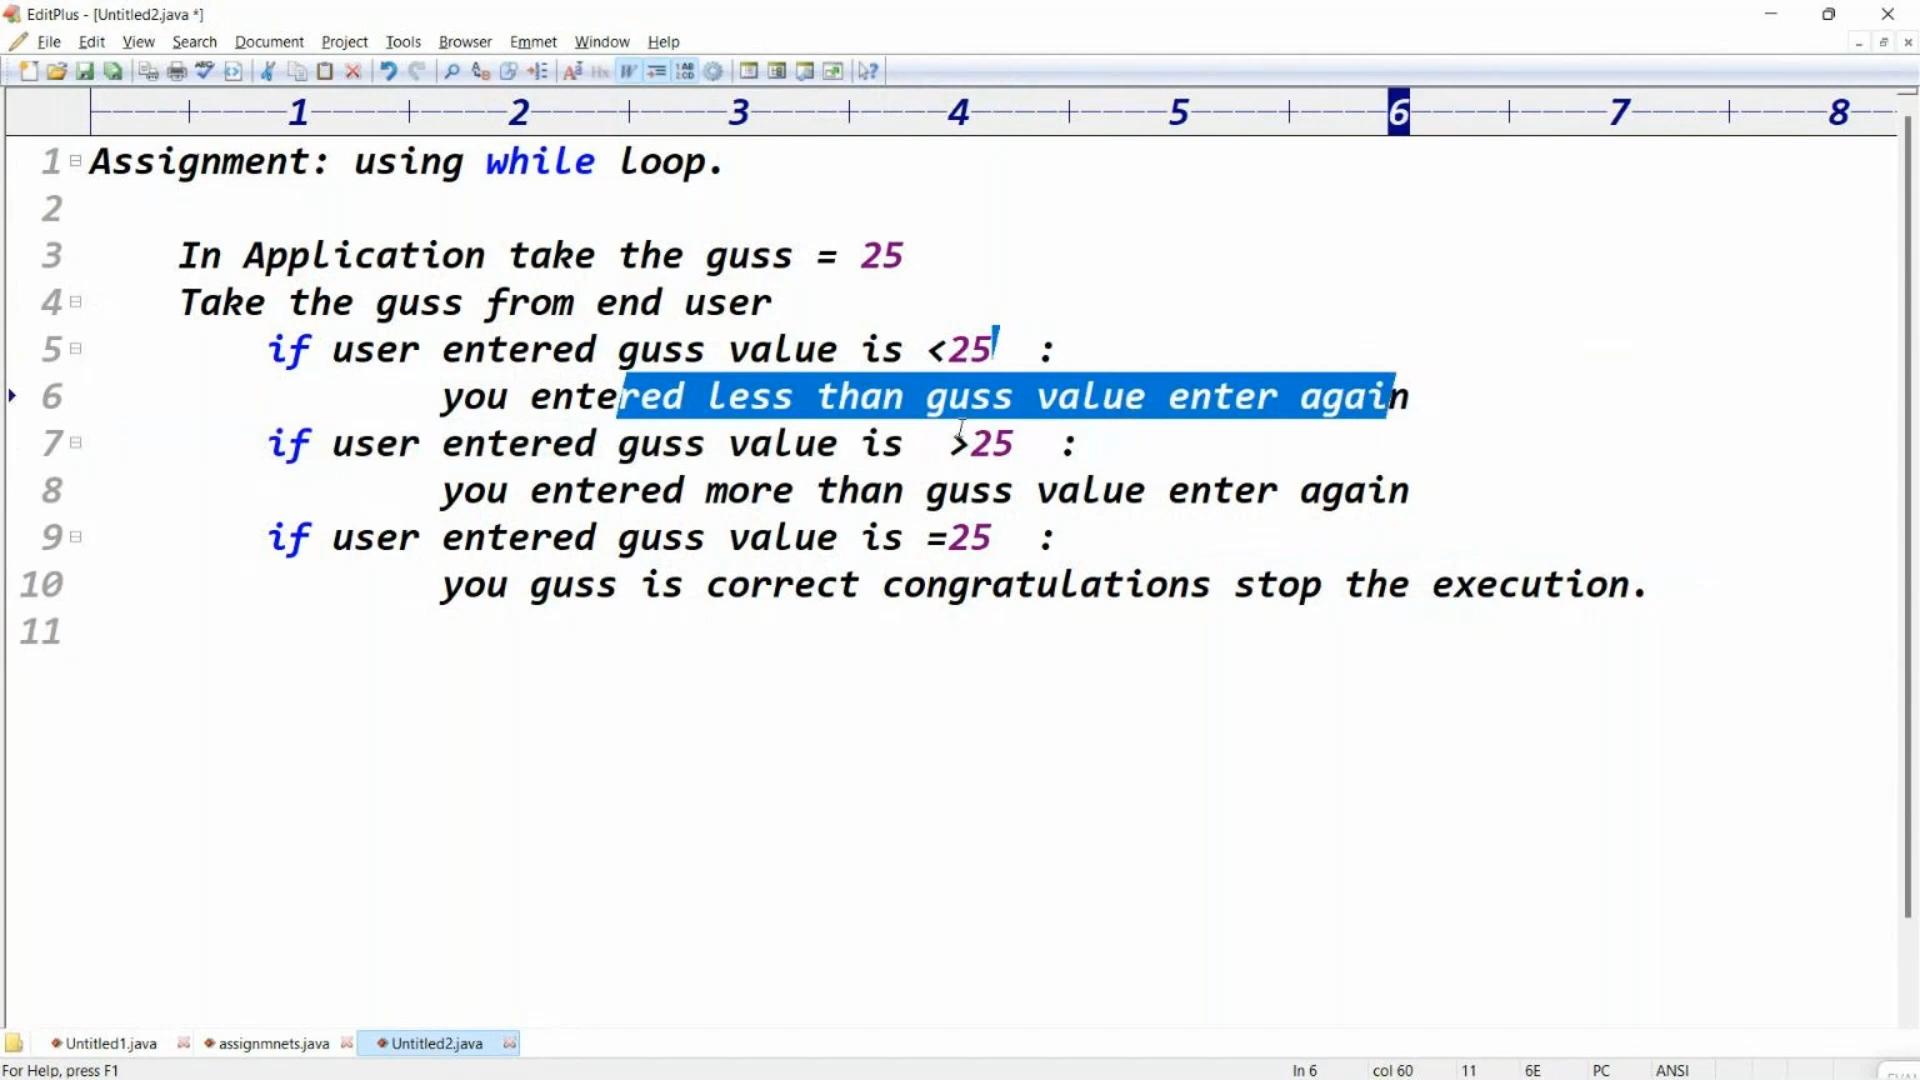 EditPlus - [Untitled2.java *]
File Edit View Search Document Project Tools Browser Emmet Window Help
1 2 3 4 5 6 7 8
1 Assignment: using while loop.
2
3 In Application take the guss = 25
4 Take the guss from end user
5 if user entered guss value is <25 :
6 you entered less than guss value enter again
7 if user entered guss value is >25 :
8 you entered more than guss value enter again
9 if user entered guss value is =25 :
10 you guss is correct congratulations stop the execution.
11
Untitled1.java assignmnets.java Untitled2.java
For Help, press F1 ln 6 col 60 11 6E PC ANSI